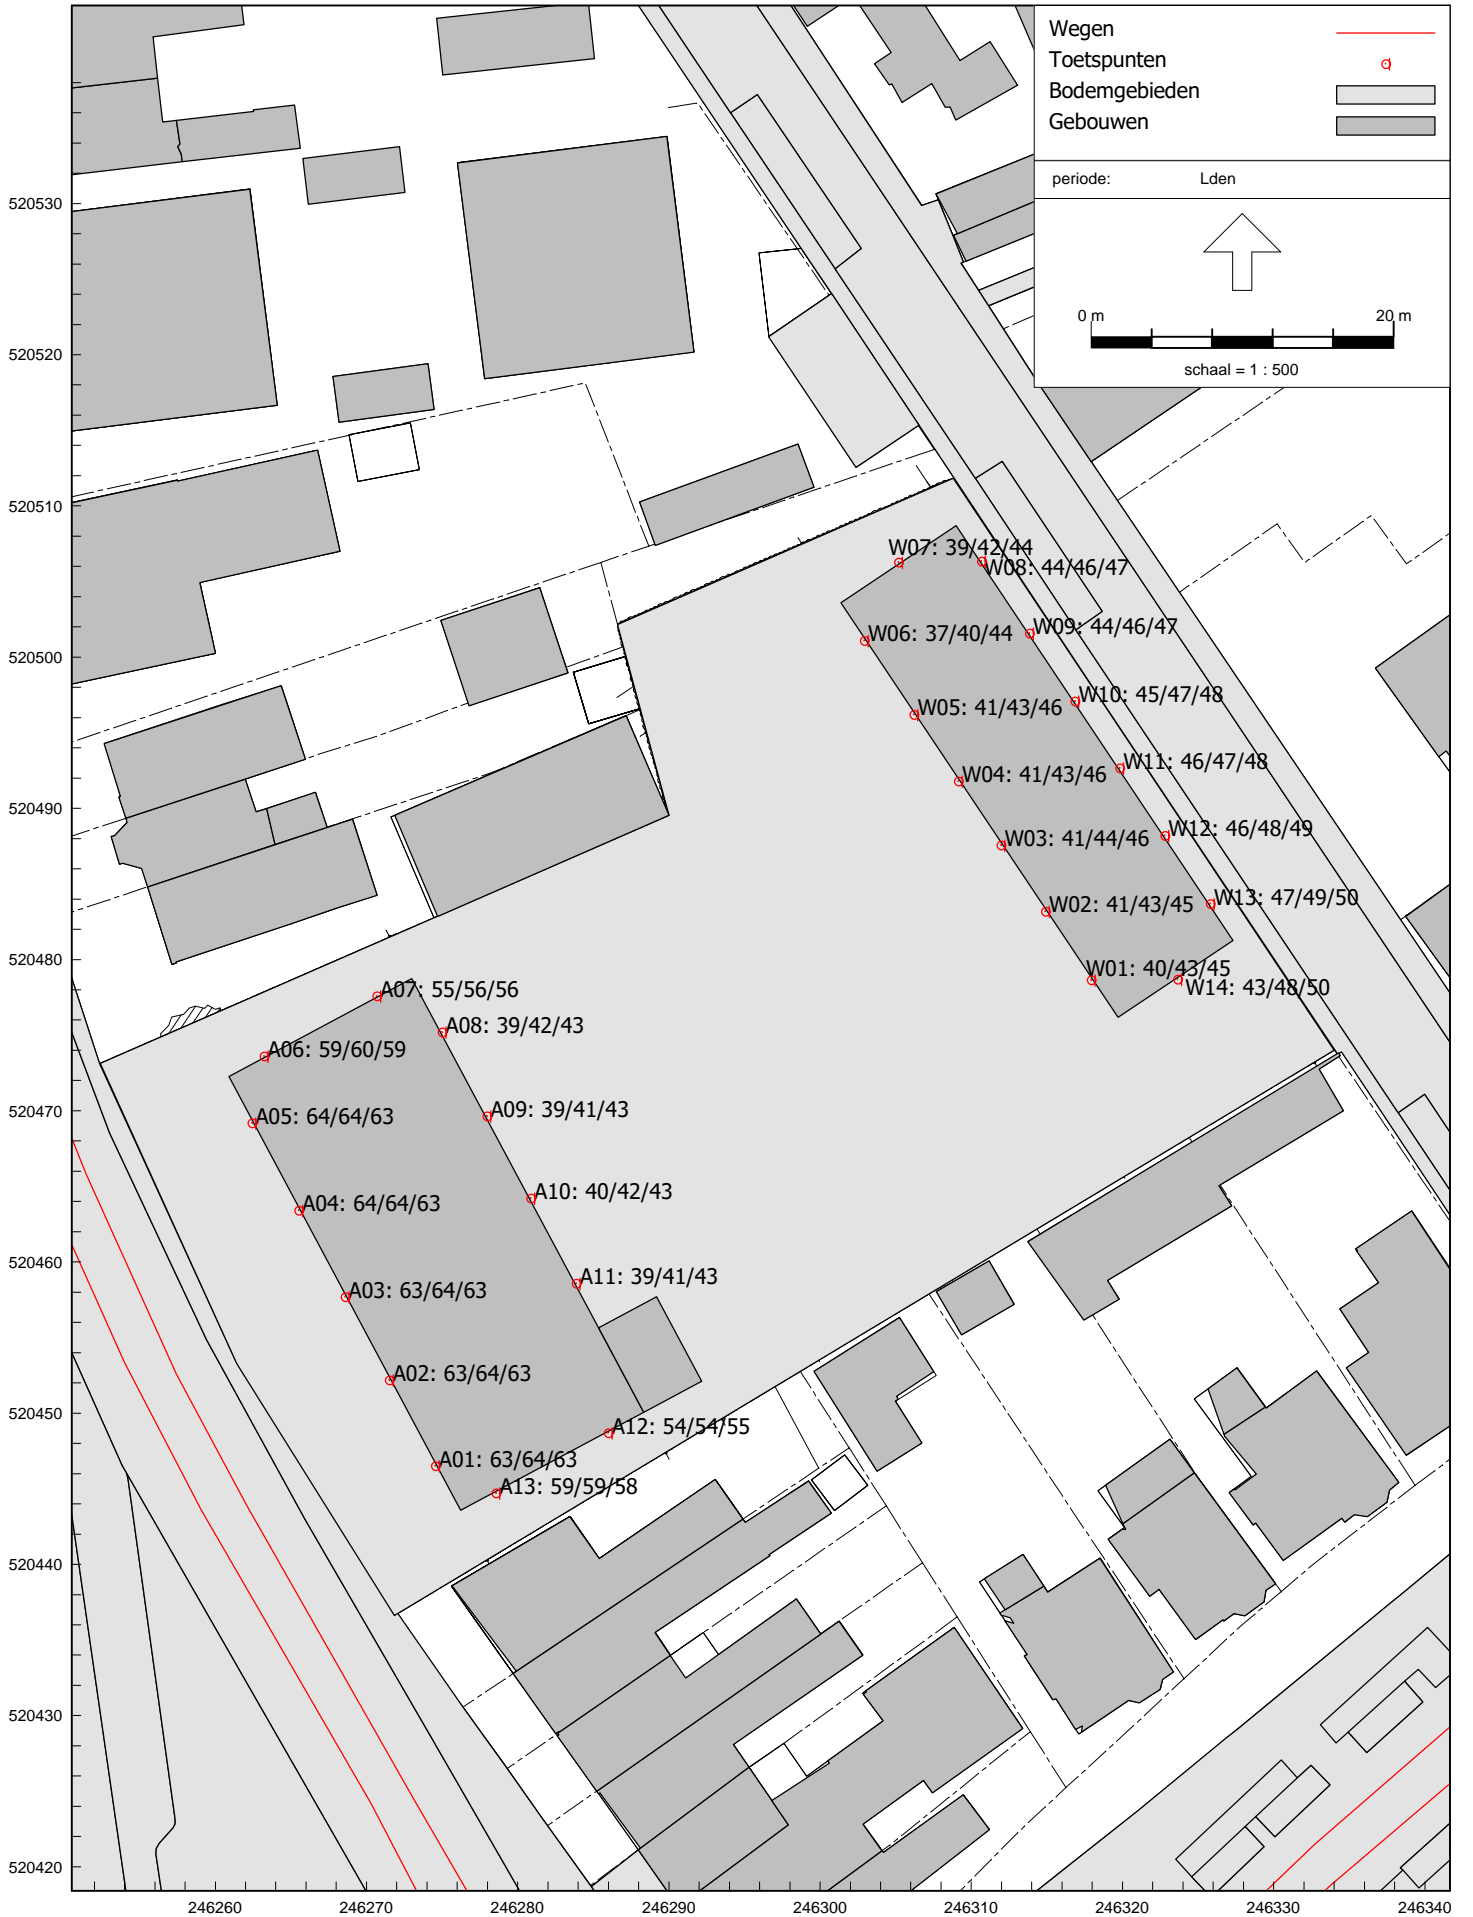 Wegen
Toetspunten
Bodemgebieden
Gebouwen
periode: Lden
0 m 20 m
schaal = 1 : 500
520530
520520
520510
520500
520490
520480
520470
520460
520450
520440
520430
520420
W07: 39/42/44
W08: 44/46/47
W06: 37/40/44
W09: 44/46/47
W05: 41/43/46
W10: 45/47/48
W04: 41/43/46
W11: 46/47/48
W03: 41/44/46
W12: 46/48/49
W02: 41/43/45
W13: 47/49/50
W01: 40/43/45
W14: 43/48/50
A07: 55/56/56
A08: 39/42/43
A06: 59/60/59
A05: 64/64/63
A09: 39/41/43
A04: 64/64/63
A10: 40/42/43
A03: 63/64/63
A11: 39/41/43
A02: 63/64/63
A12: 54/54/55
A01: 63/64/63
A13: 59/59/58
246260 246270 246280 246290 246300 246310 246320 246330 246340